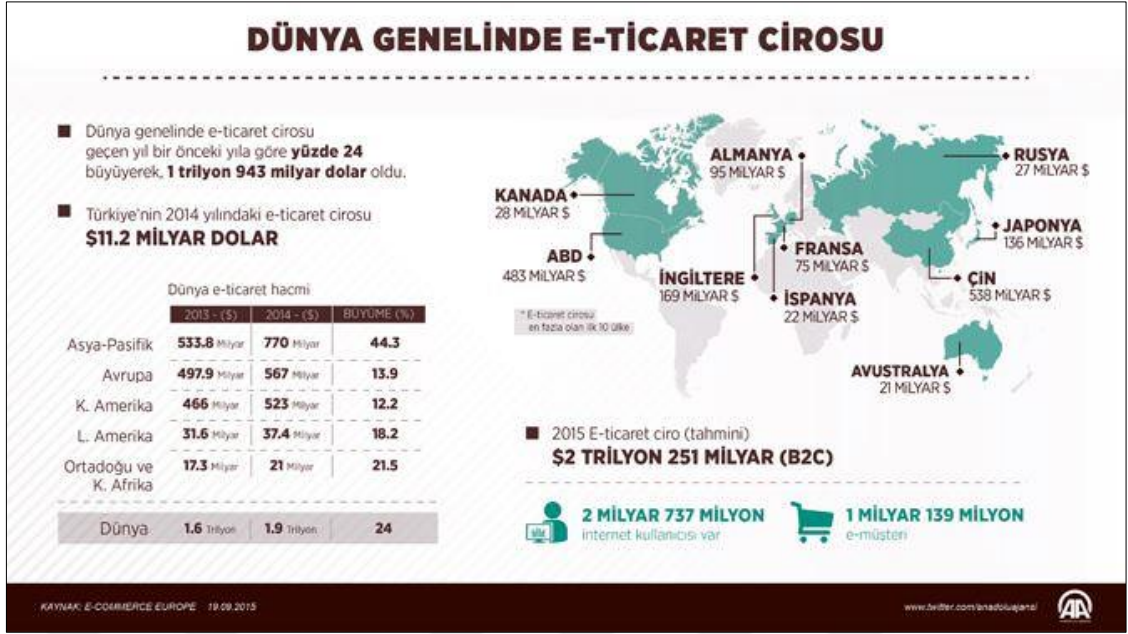 DÜNYA GENELİNDE E-TİCARET CİROSU
Dünya genelinde e-ticaret cirosu
geçen yıl bir önceki yıla göre yüzde 24
büyüyerek, 1 trilyon 943 milyar dolar oldu.
Türkiye'nin 2014 yılındaki e-ticaret cirosu
$11.2 MİLYAR DOLAR
Dünya e-ticaret hacmi
2013 - ($) 2014 - ($) BÜYÜME (%)
Asya-Pasifik 533.8 Milyar 770 Milyar 44.3
Avrupa 497.9 Milyar 567 Milyar 13.9
K. Amerika 466 Milyar 523 Milyar 12.2
L. Amerika 31.6 Milyar 37.4 Milyar 18.2
Ortadoğu ve 17.3 Milyar 21 Milyar 21.5
K. Afrika
Dünya 1.6 Trilyon 1.9 Trilyon 24
ALMANYA
95 MİLYAR $
RUSYA
27 MİLYAR $
KANADA
28 MİLYAR $
JAPONYA
136 MİLYAR $
ABD
483 MİLYAR $
FRANSA
75 MİLYAR $
İNGİLTERE
169 MİLYAR $
ÇİN
538 MİLYAR $
İSPANYA
22 MİLYAR $
* E-ticaret cirosu
en fazla olan ilk 10 ülke
AVUSTRALYA
21 MİLYAR $
2015 E-ticaret ciro (tahmini)
$2 TRİLYON 251 MİLYAR (B2C)
2 MİLYAR 737 MİLYON
internet kullanıcısı var
1 MİLYAR 139 MİLYON
e-müşteri
KAYNAK: E-COMMERCE EUROPE 19.09.2015
www.twitter.com/anadoluajansi
AA